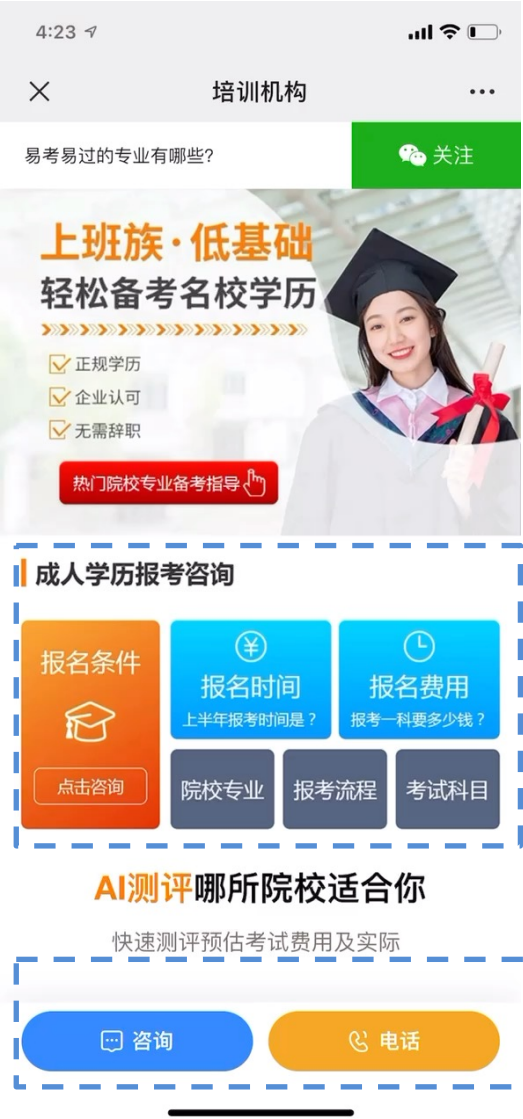 4:23
培训机构
易考易过的专业有哪些?
关注
上班族·低基础
轻松备考名校学历
正规学历
企业认可
无需辞职
热门院校专业备考指导
成人学历报考咨询
报名条件
点击咨询
¥
报名时间
上半年报考时间是？
报名费用
报考一科要多少钱？
院校专业
报考流程
考试科目
AI测评哪所院校适合你
快速测评预估考试费用及实际
咨询
电话